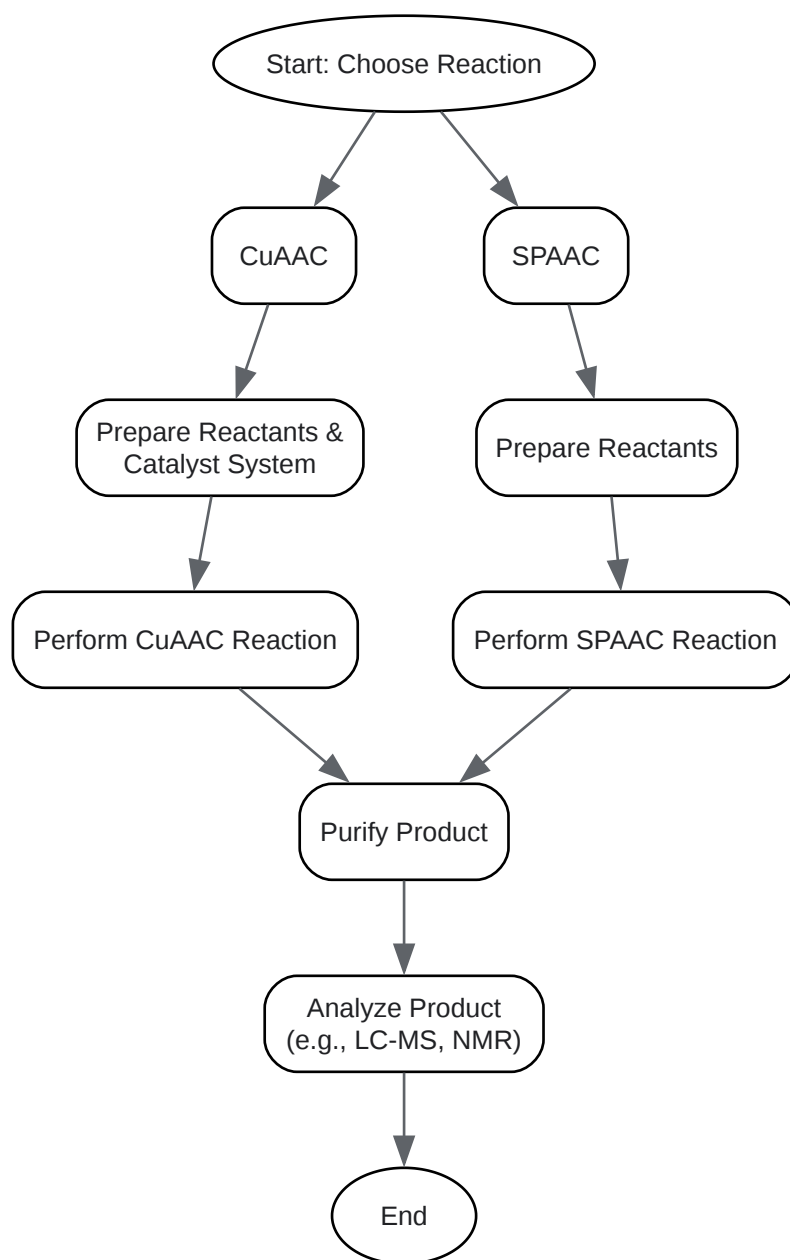 Start: Choose Reaction
CuAAC
SPAAC
Prepare Reactants &
Catalyst System
Prepare Reactants
Perform CuAAC Reaction
Perform SPAAC Reaction
Purify Product
Analyze Product
(e.g., LC-MS, NMR)
End